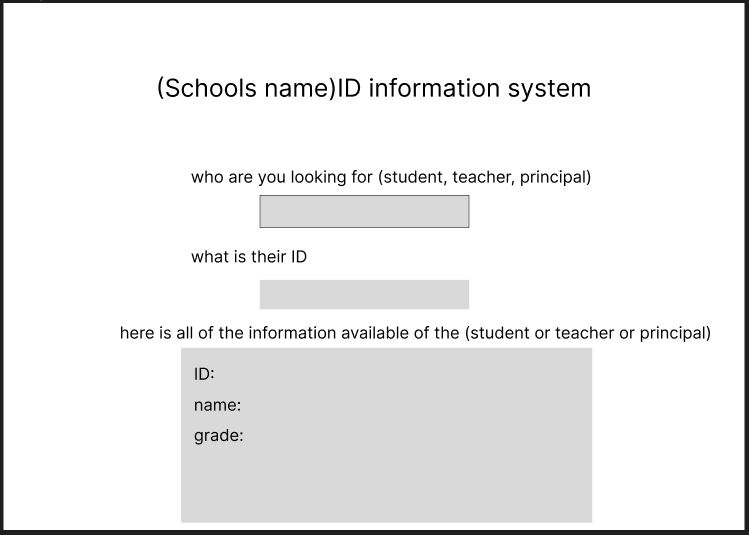 (Schools name)ID information system
who are you looking for (student, teacher, principal)
what is their ID
here is all of the information available of the (student or teacher or principal)
ID:
name:
grade: